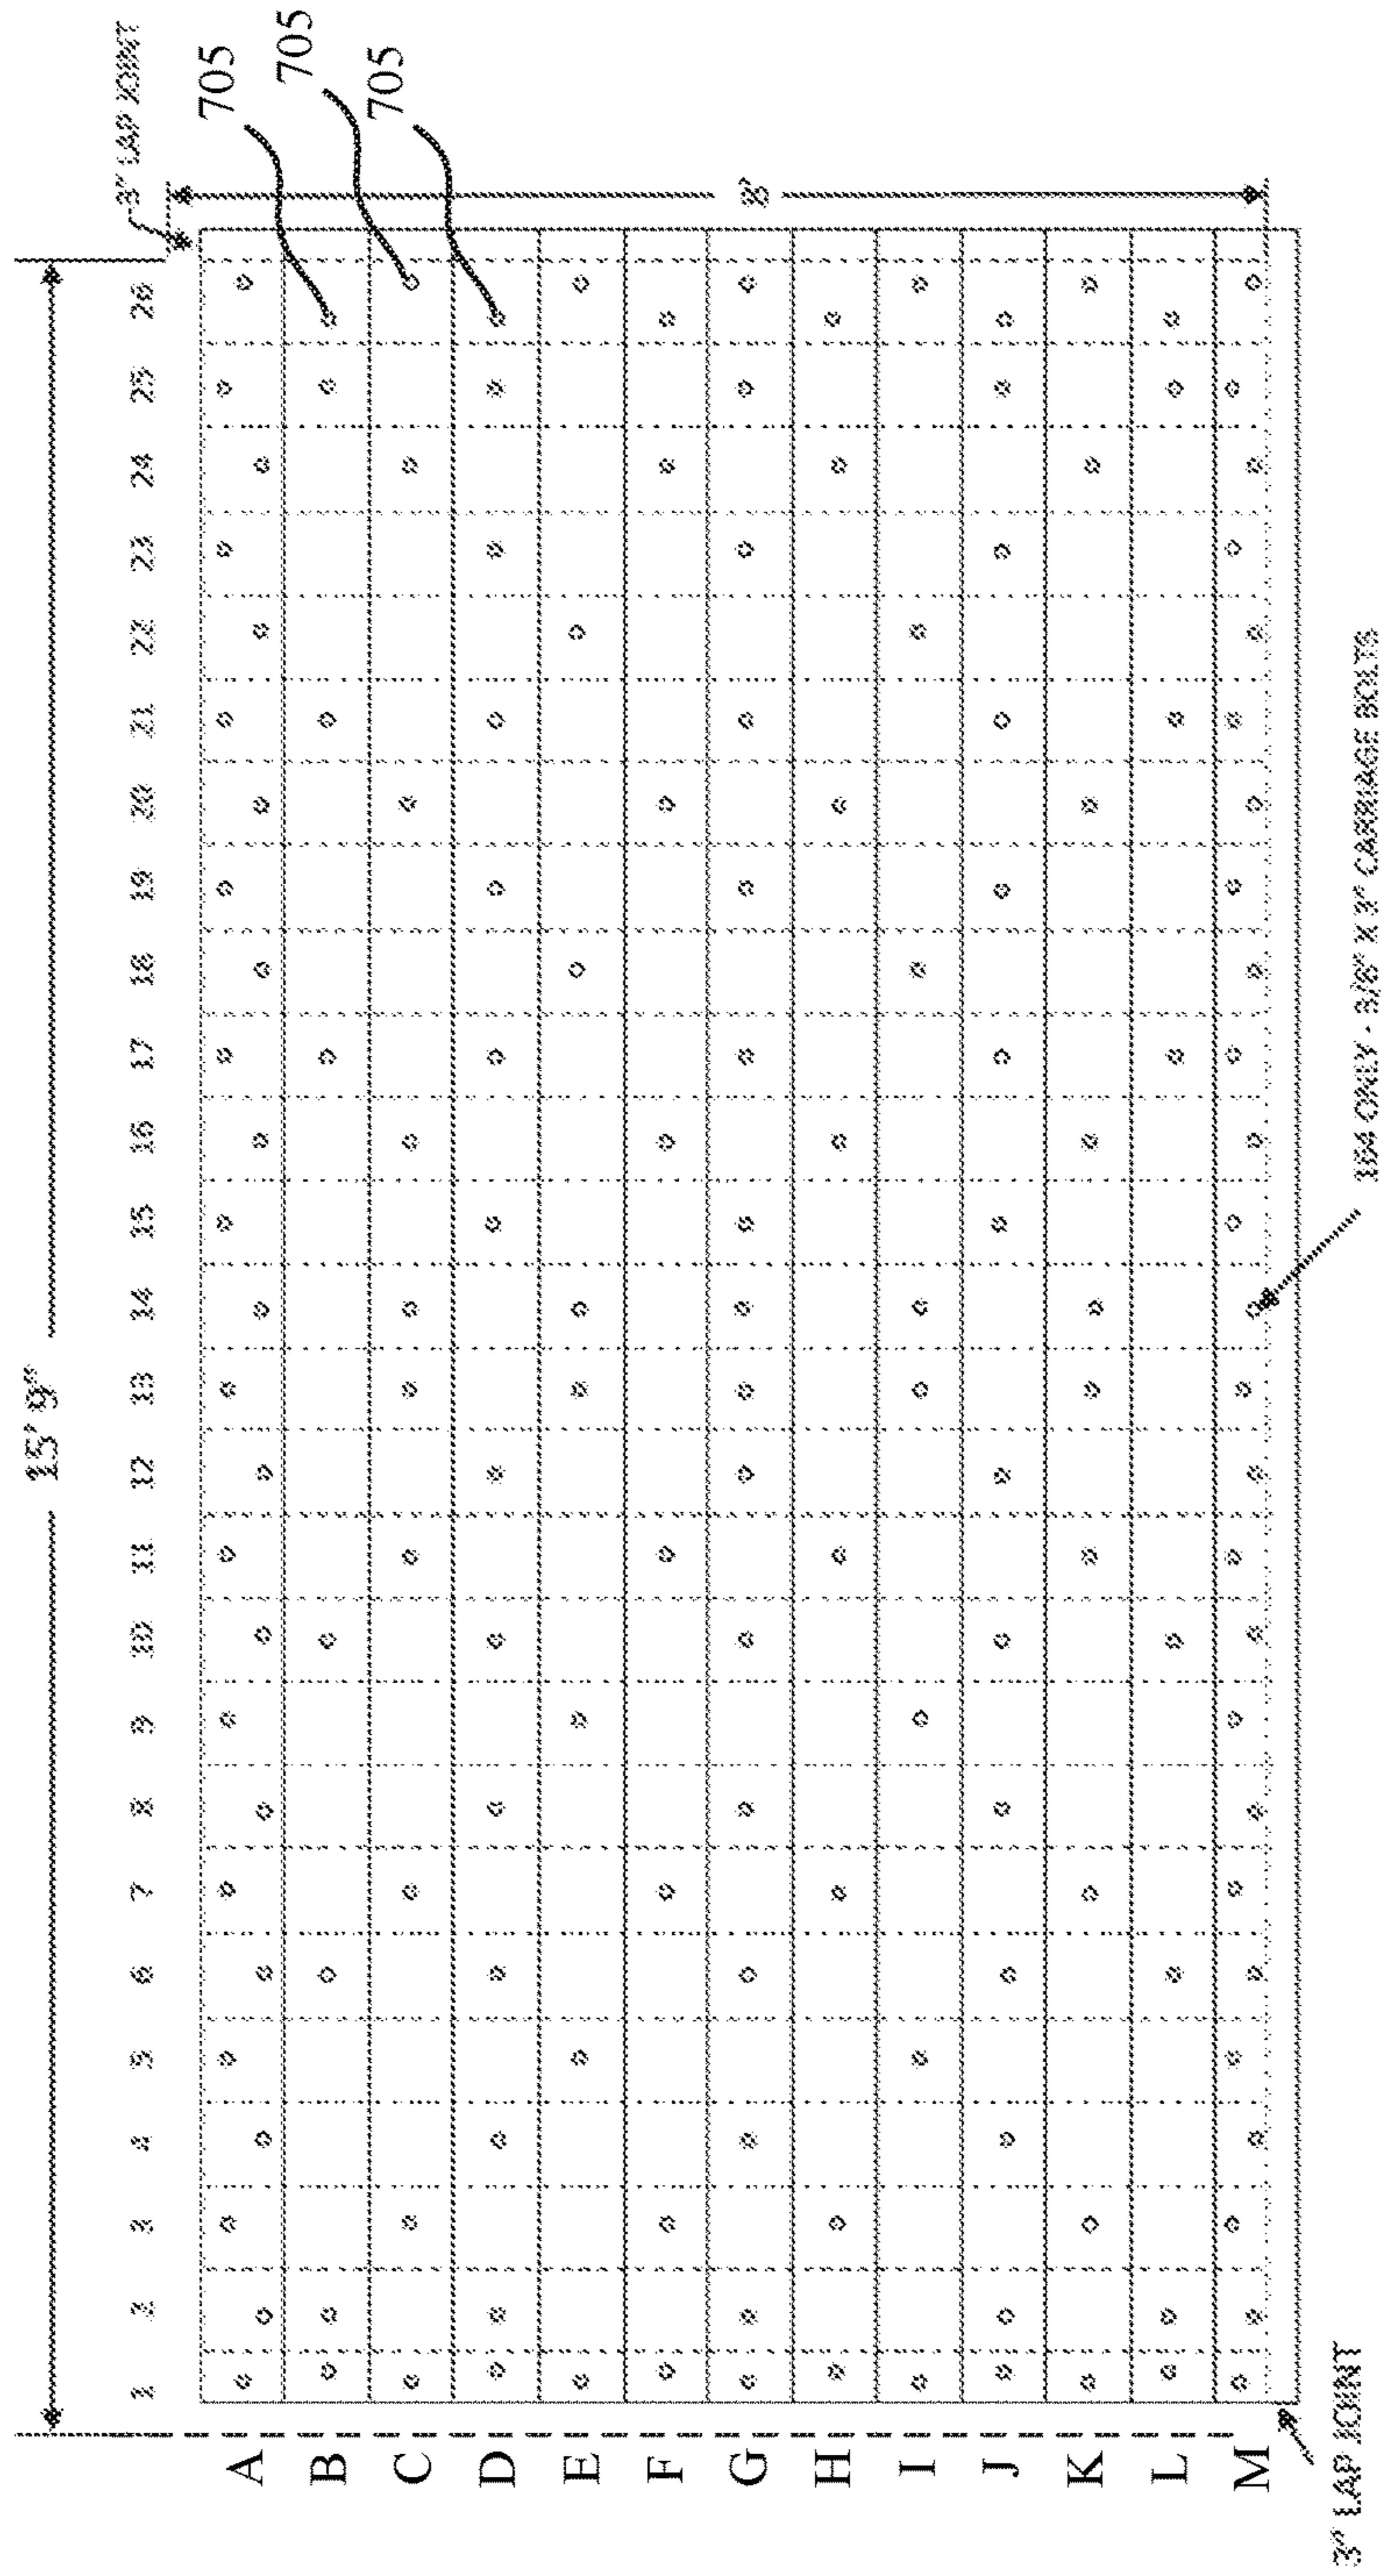 15' 9"
3" LAP JOINT
1 2 3 4 5 6 7 8 9 10 11 12 13 14 15 16 17 18 19 20 21 22 23 24 25 26
705
705
705
8'
A
B
C
D
E
F
G
H
I
J
K
L
M
3" LAP JOINT
164 ONLY - 3/8" X 3" CARRIAGE BOLTS